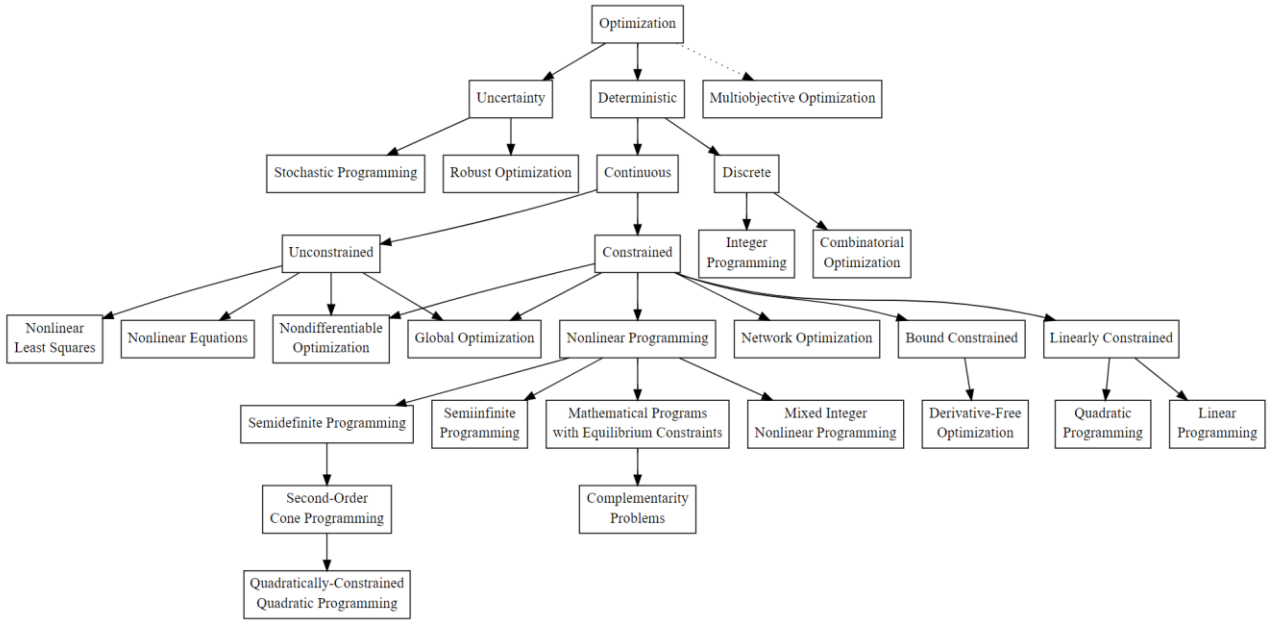 Optimization
Uncertainty
Deterministic
Multiobjective Optimization
Stochastic Programming
Robust Optimization
Continuous
Discrete
Unconstrained
Constrained
Integer
Programming
Combinatorial
Optimization
Nonlinear
Least Squares
Nonlinear Equations
Nondifferentiable
Optimization
Global Optimization
Nonlinear Programming
Network Optimization
Bound Constrained
Linearly Constrained
Semidefinite Programming
Semiinfinite
Programming
Mathematical Programs
with Equilibrium Constraints
Mixed Integer
Nonlinear Programming
Derivative-Free
Optimization
Quadratic
Programming
Linear
Programming
Second-Order
Cone Programming
Complementarity
Problems
Quadratically-Constrained
Quadratic Programming